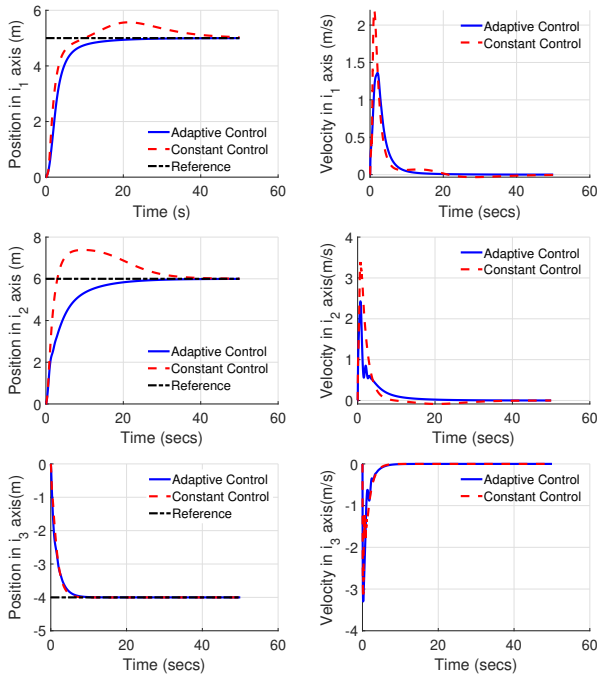 Position in i1 axis (m)
6
4
2
0
0
20
40
60
Time (s)
Adaptive Control
Constant Control
Reference
Velocity in i1 axis (m/s)
2
1.5
1
0.5
0
0
20
40
60
Time (secs)
Adaptive Control
Constant Control
Position in i2 axis (m)
8
6
4
2
0
0
20
40
60
Time (secs)
Adaptive Control
Constant Control
Reference
Velocity in i2 axis(m/s)
4
3
2
1
0
0
20
40
60
Time (secs)
Adaptive Control
Constant Control
Position in i3 axis(m)
0
-1
-2
-3
-4
-5
0
20
40
60
Time (secs)
Adaptive Control
Constant Control
Reference
Velocity in i3 axis(m/s)
0
-1
-2
-3
-4
0
20
40
60
Time (secs)
Adaptive Control
Constant Control